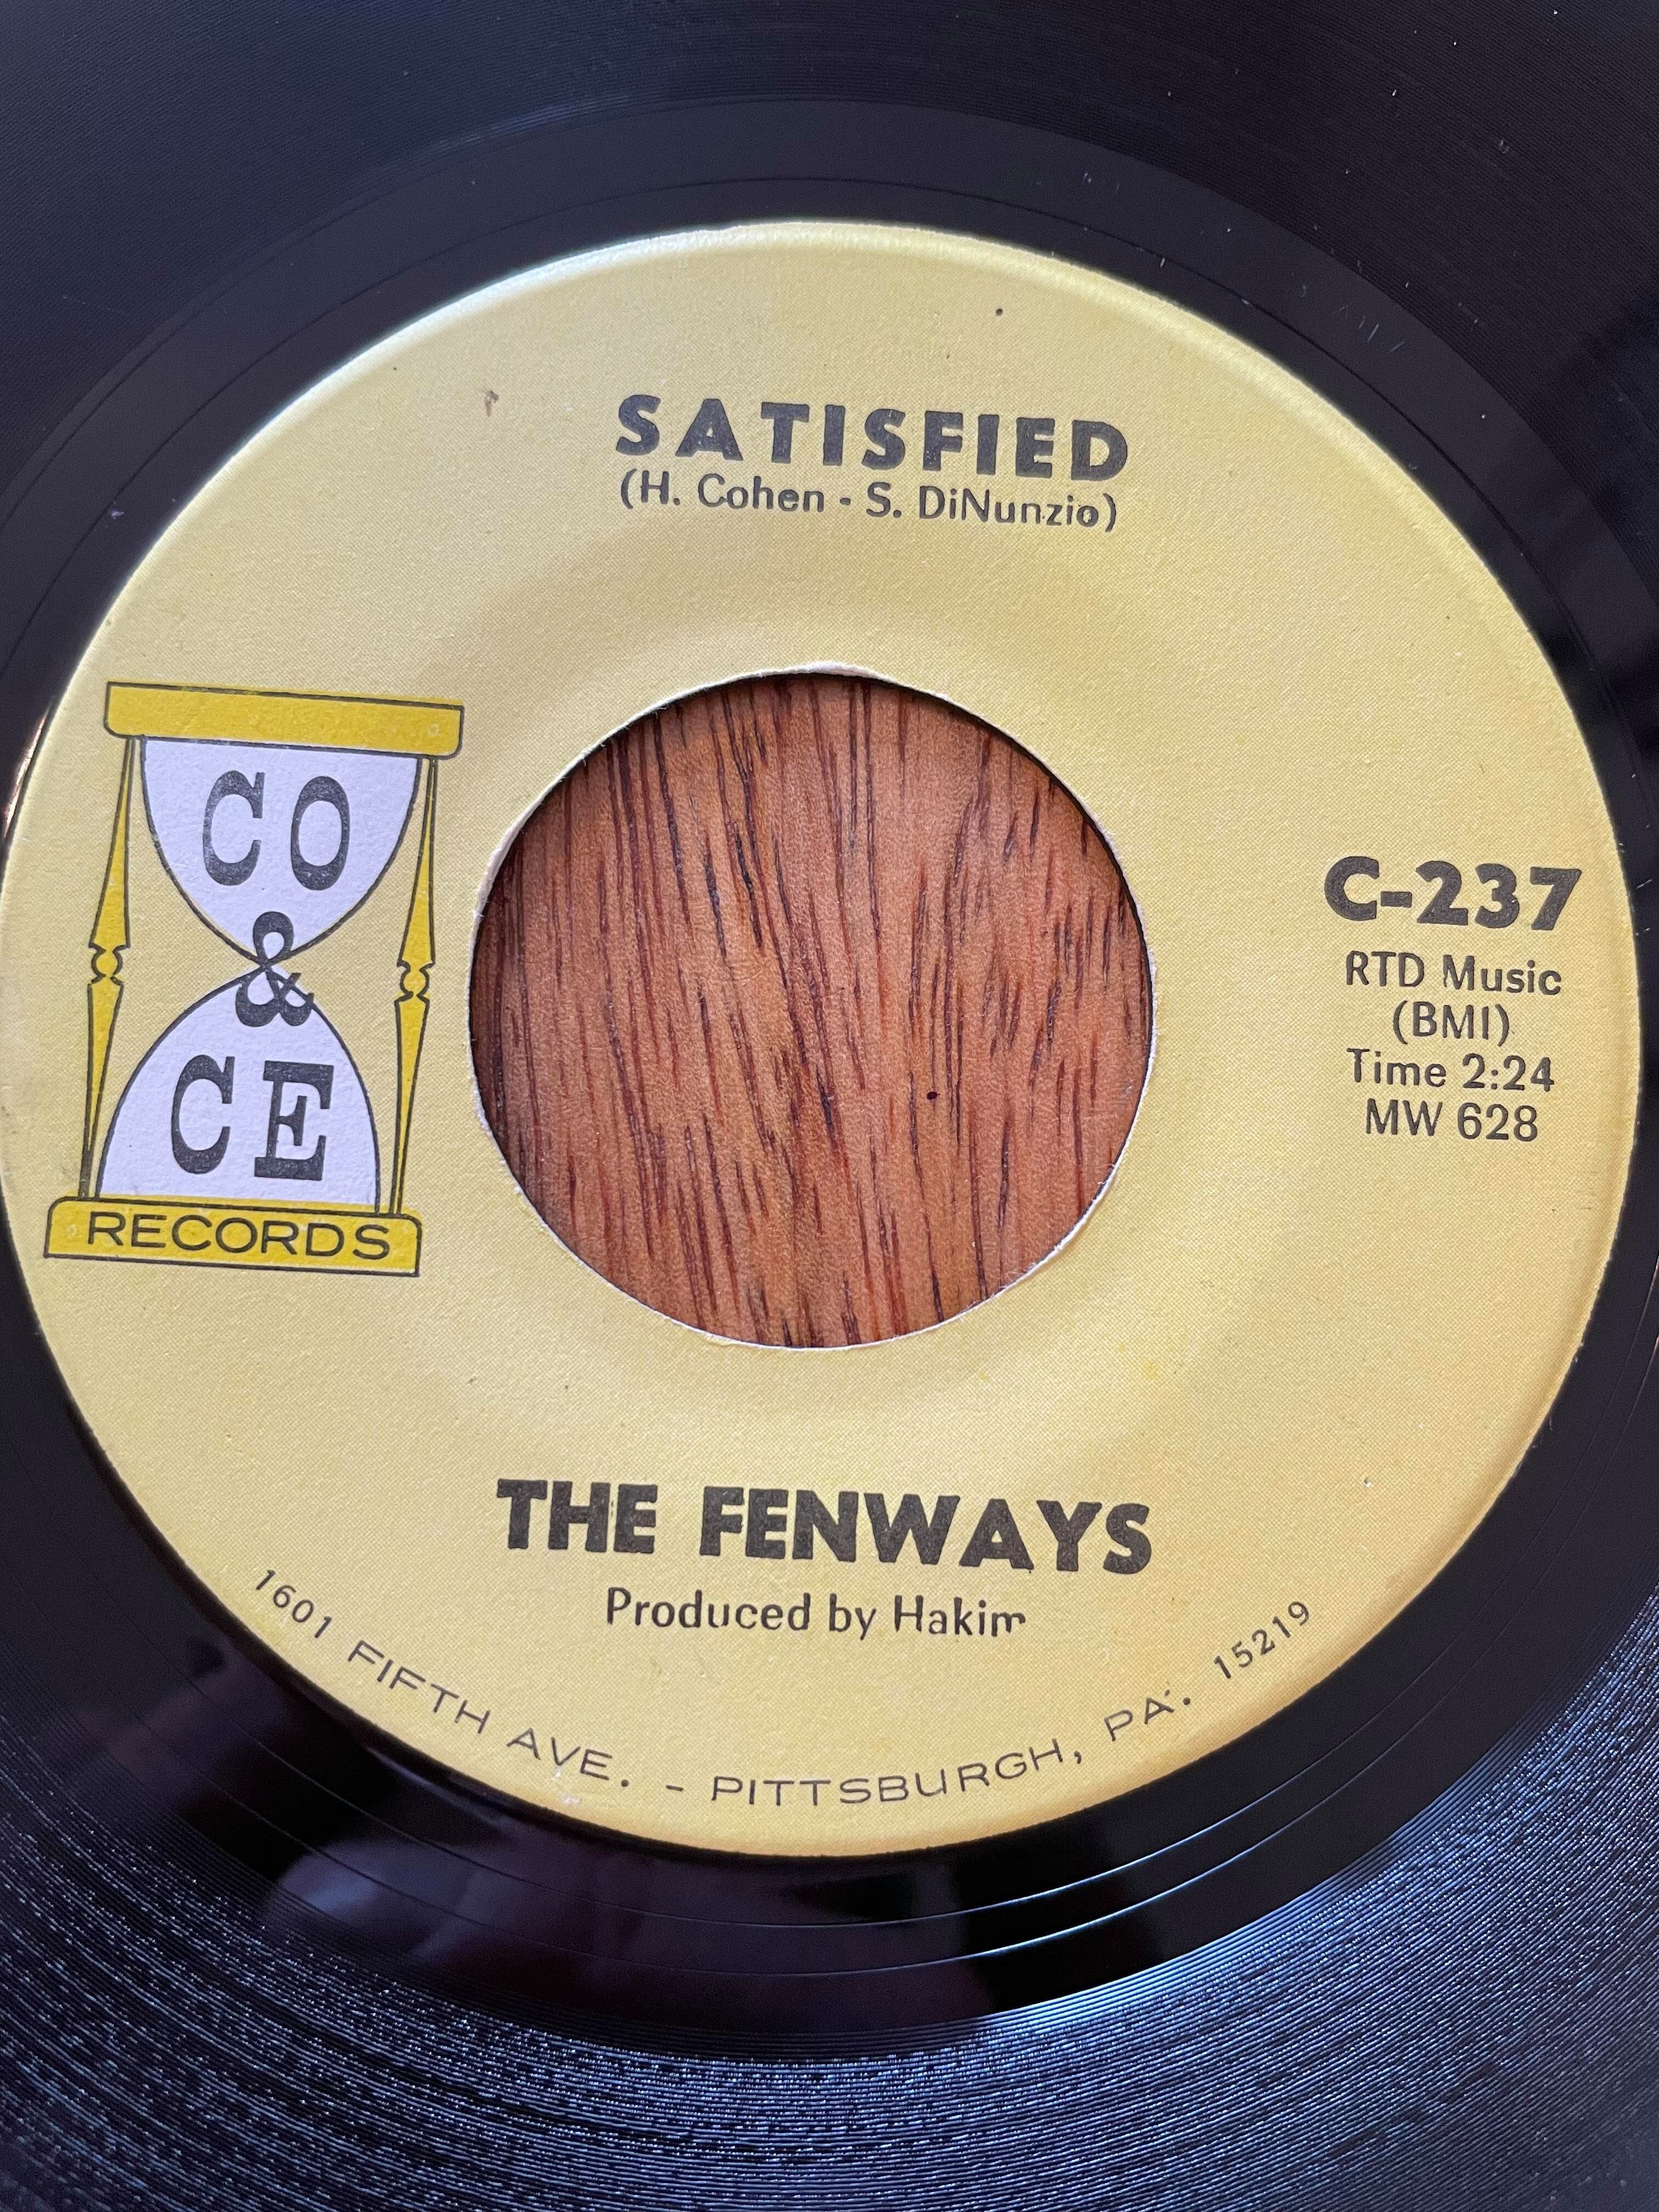 SATISFIED
(H. Cohen - S. DiNunzio)
CO
&
CE
RECORDS
C-237
RTD Music
(BMI)
Time 2:24
MW 628
THE FENWAYS
Produced by Hakim
1601 FIFTH AVE. - PITTSBURGH, PA. 15219